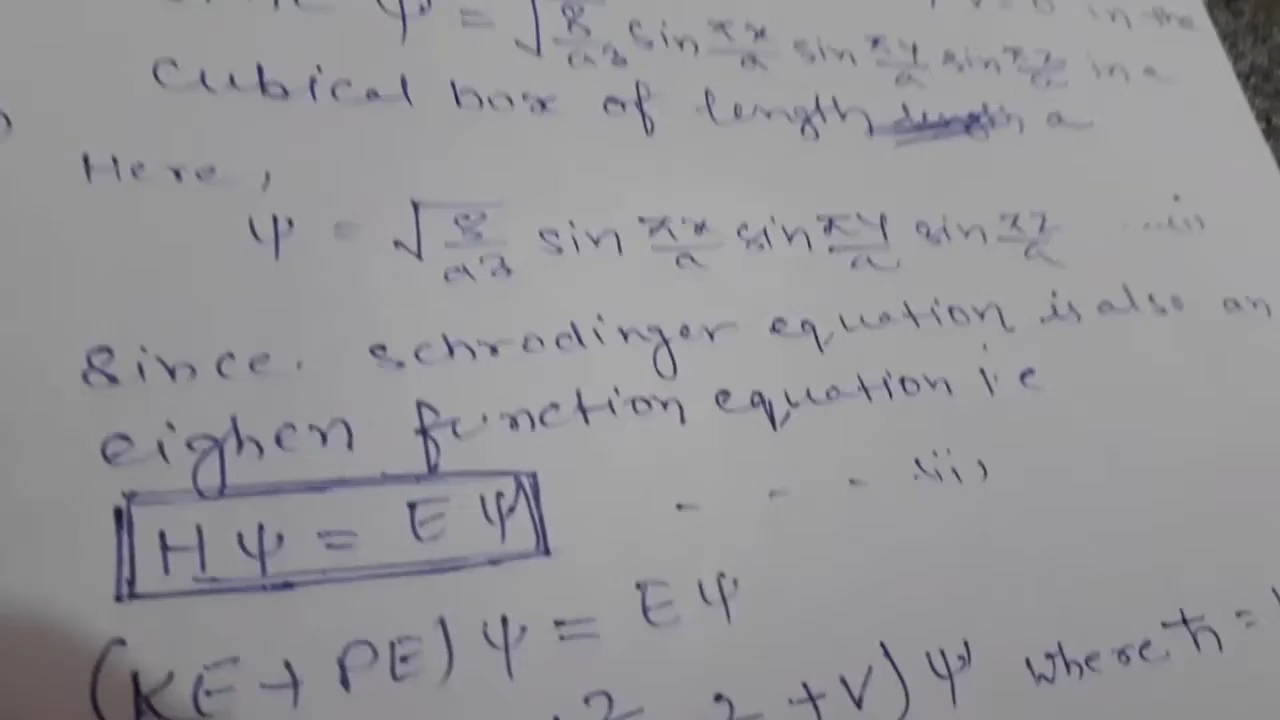 ψ = √8/a3 sin πx/a sin πy/a sin πz/a in a
in the
cubical box of length a
Here,
ψ = √8/a3 sin πx/a sin πy/a sin πz/a ...i)
Since. schrodinger equation is also an
eighen function equation i.e
Hψ = Eψ - - - ii)
(KE + PE) ψ = Eψ
+ V) ψ where ħ =